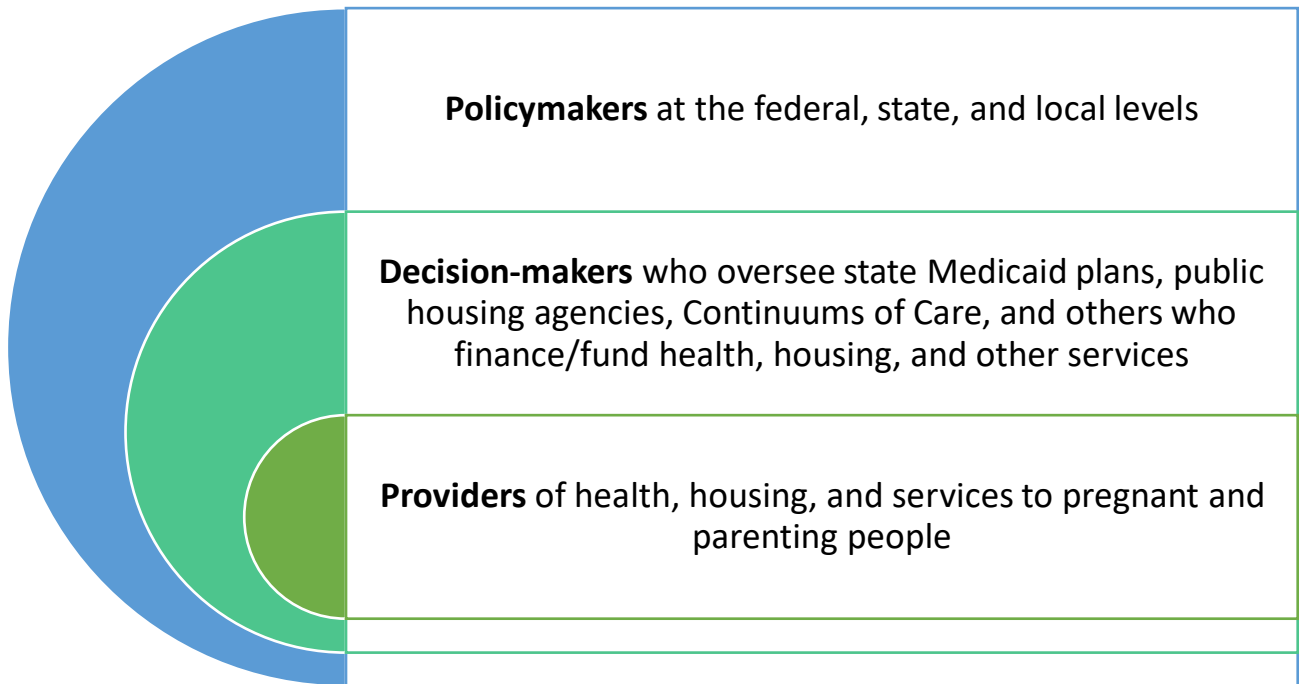 Policymakers at the federal, state, and local levels
Decision-makers who oversee state Medicaid plans, public
housing agencies, Continuums of Care, and others who
finance/fund health, housing, and other services
Providers of health, housing, and services to pregnant and
parenting people